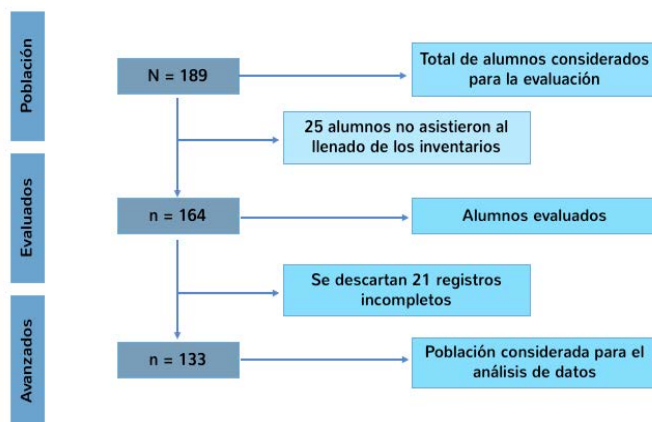 Población
N = 189
Total de alumnos considerados
para la evaluación
25 alumnos no asistieron al
llenado de los inventarios
Evaluados
n = 164
Alumnos evaluados
Se descartan 21 registros
incompletos
Avanzados
n = 133
Población considerada para el
análisis de datos